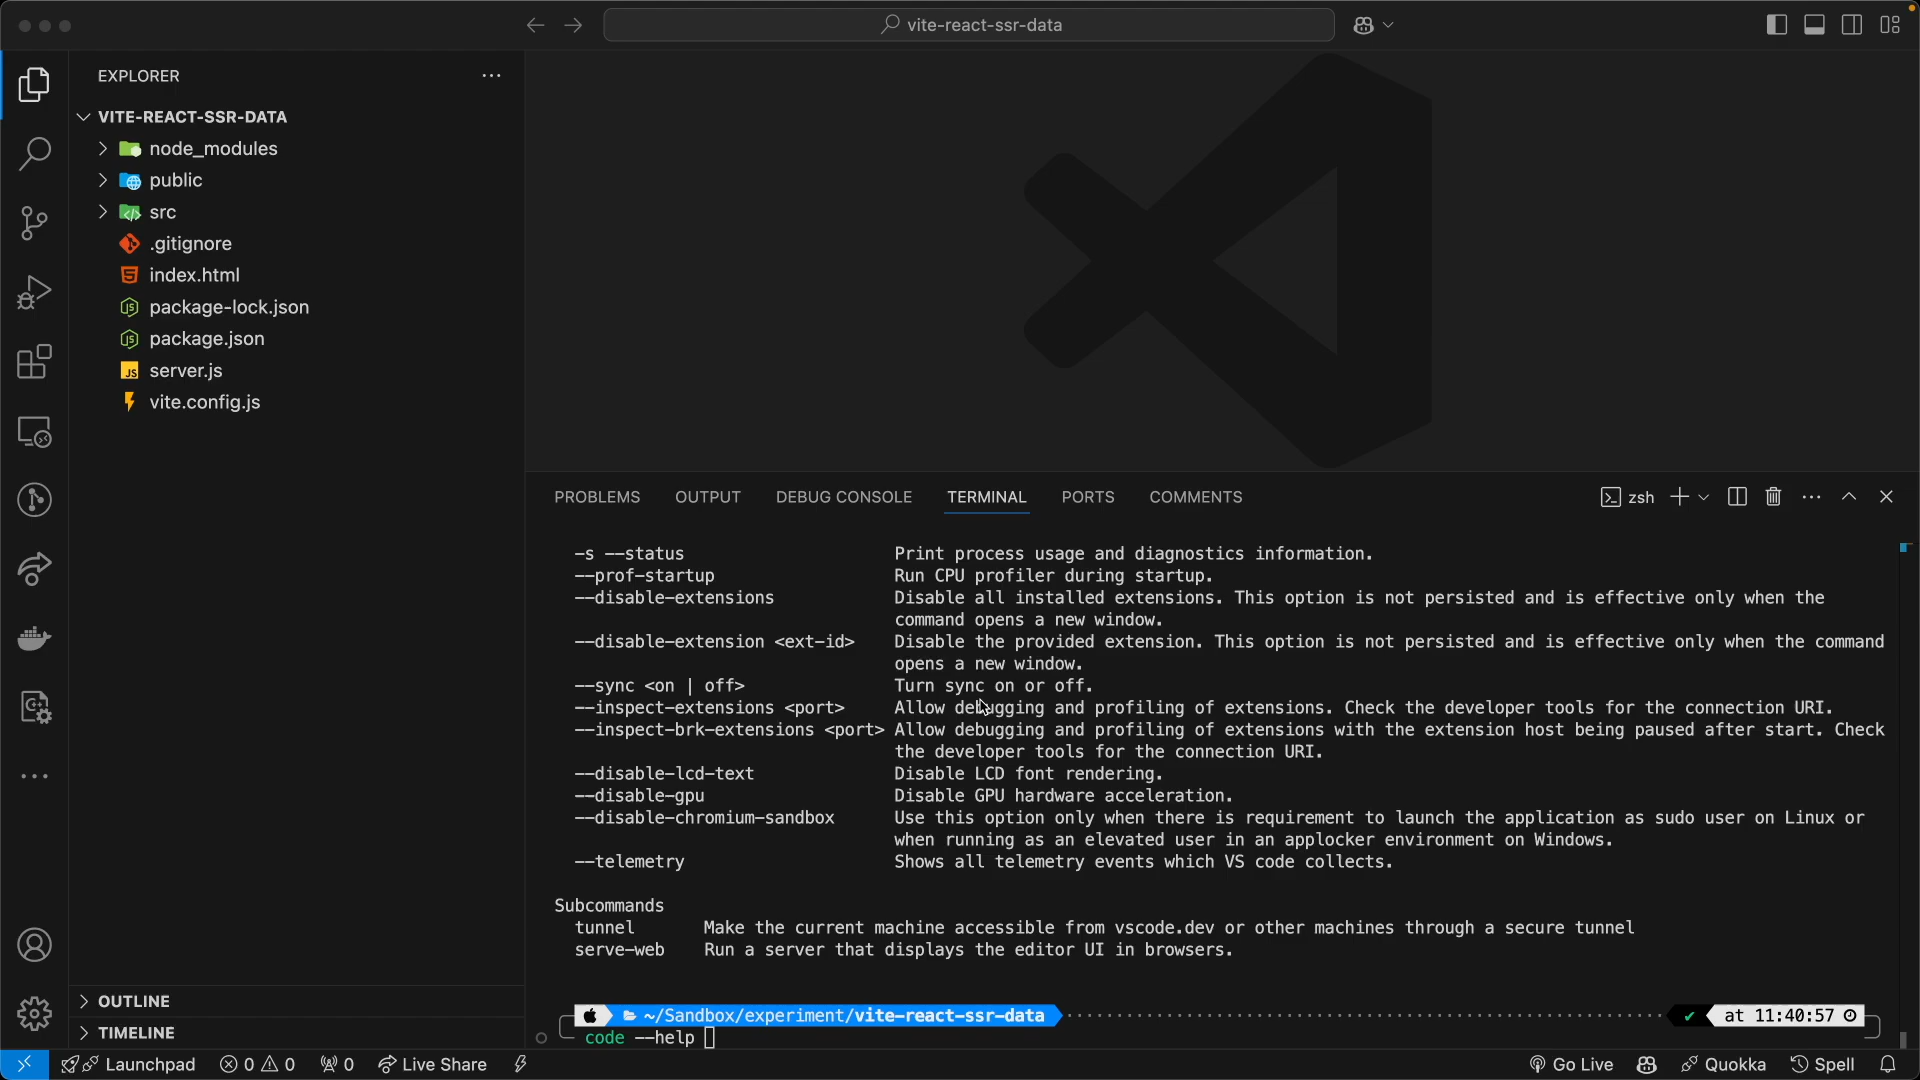 vite-react-ssr-data
EXPLORER
VITE-REACT-SSR-DATA
node_modules
public
src
.gitignore
index.html
package-lock.json
package.json
server.js
vite.config.js
OUTLINE
TIMELINE
PROBLEMS OUTPUT DEBUG CONSOLE TERMINAL PORTS COMMENTS zsh
-s --status Print process usage and diagnostics information.
--prof-startup Run CPU profiler during startup.
--disable-extensions Disable all installed extensions. This option is not persisted and is effective only when the
command opens a new window.
--disable-extension <ext-id> Disable the provided extension. This option is not persisted and is effective only when the command
opens a new window.
--sync <on | off> Turn sync on or off.
--inspect-extensions <port> Allow debugging and profiling of extensions. Check the developer tools for the connection URI.
--inspect-brk-extensions <port> Allow debugging and profiling of extensions with the extension host being paused after start. Check
the developer tools for the connection URI.
--disable-lcd-text Disable LCD font rendering.
--disable-gpu Disable GPU hardware acceleration.
--disable-chromium-sandbox Use this option only when there is requirement to launch the application as sudo user on Linux or
when running as an elevated user in an applocker environment on Windows.
--telemetry Shows all telemetry events which VS code collects.
Subcommands
tunnel Make the current machine accessible from vscode.dev or other machines through a secure tunnel
serve-web Run a server that displays the editor UI in browsers.
~/Sandbox/experiment/vite-react-ssr-data at 11:40:57
code --help
Launchpad 0 0 0 Live Share Go Live Quokka Spell